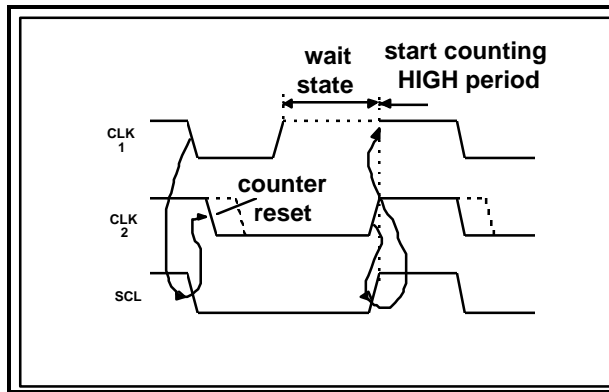 wait
state
start counting
HIGH period
CLK
1
counter
reset
CLK
2
SCL